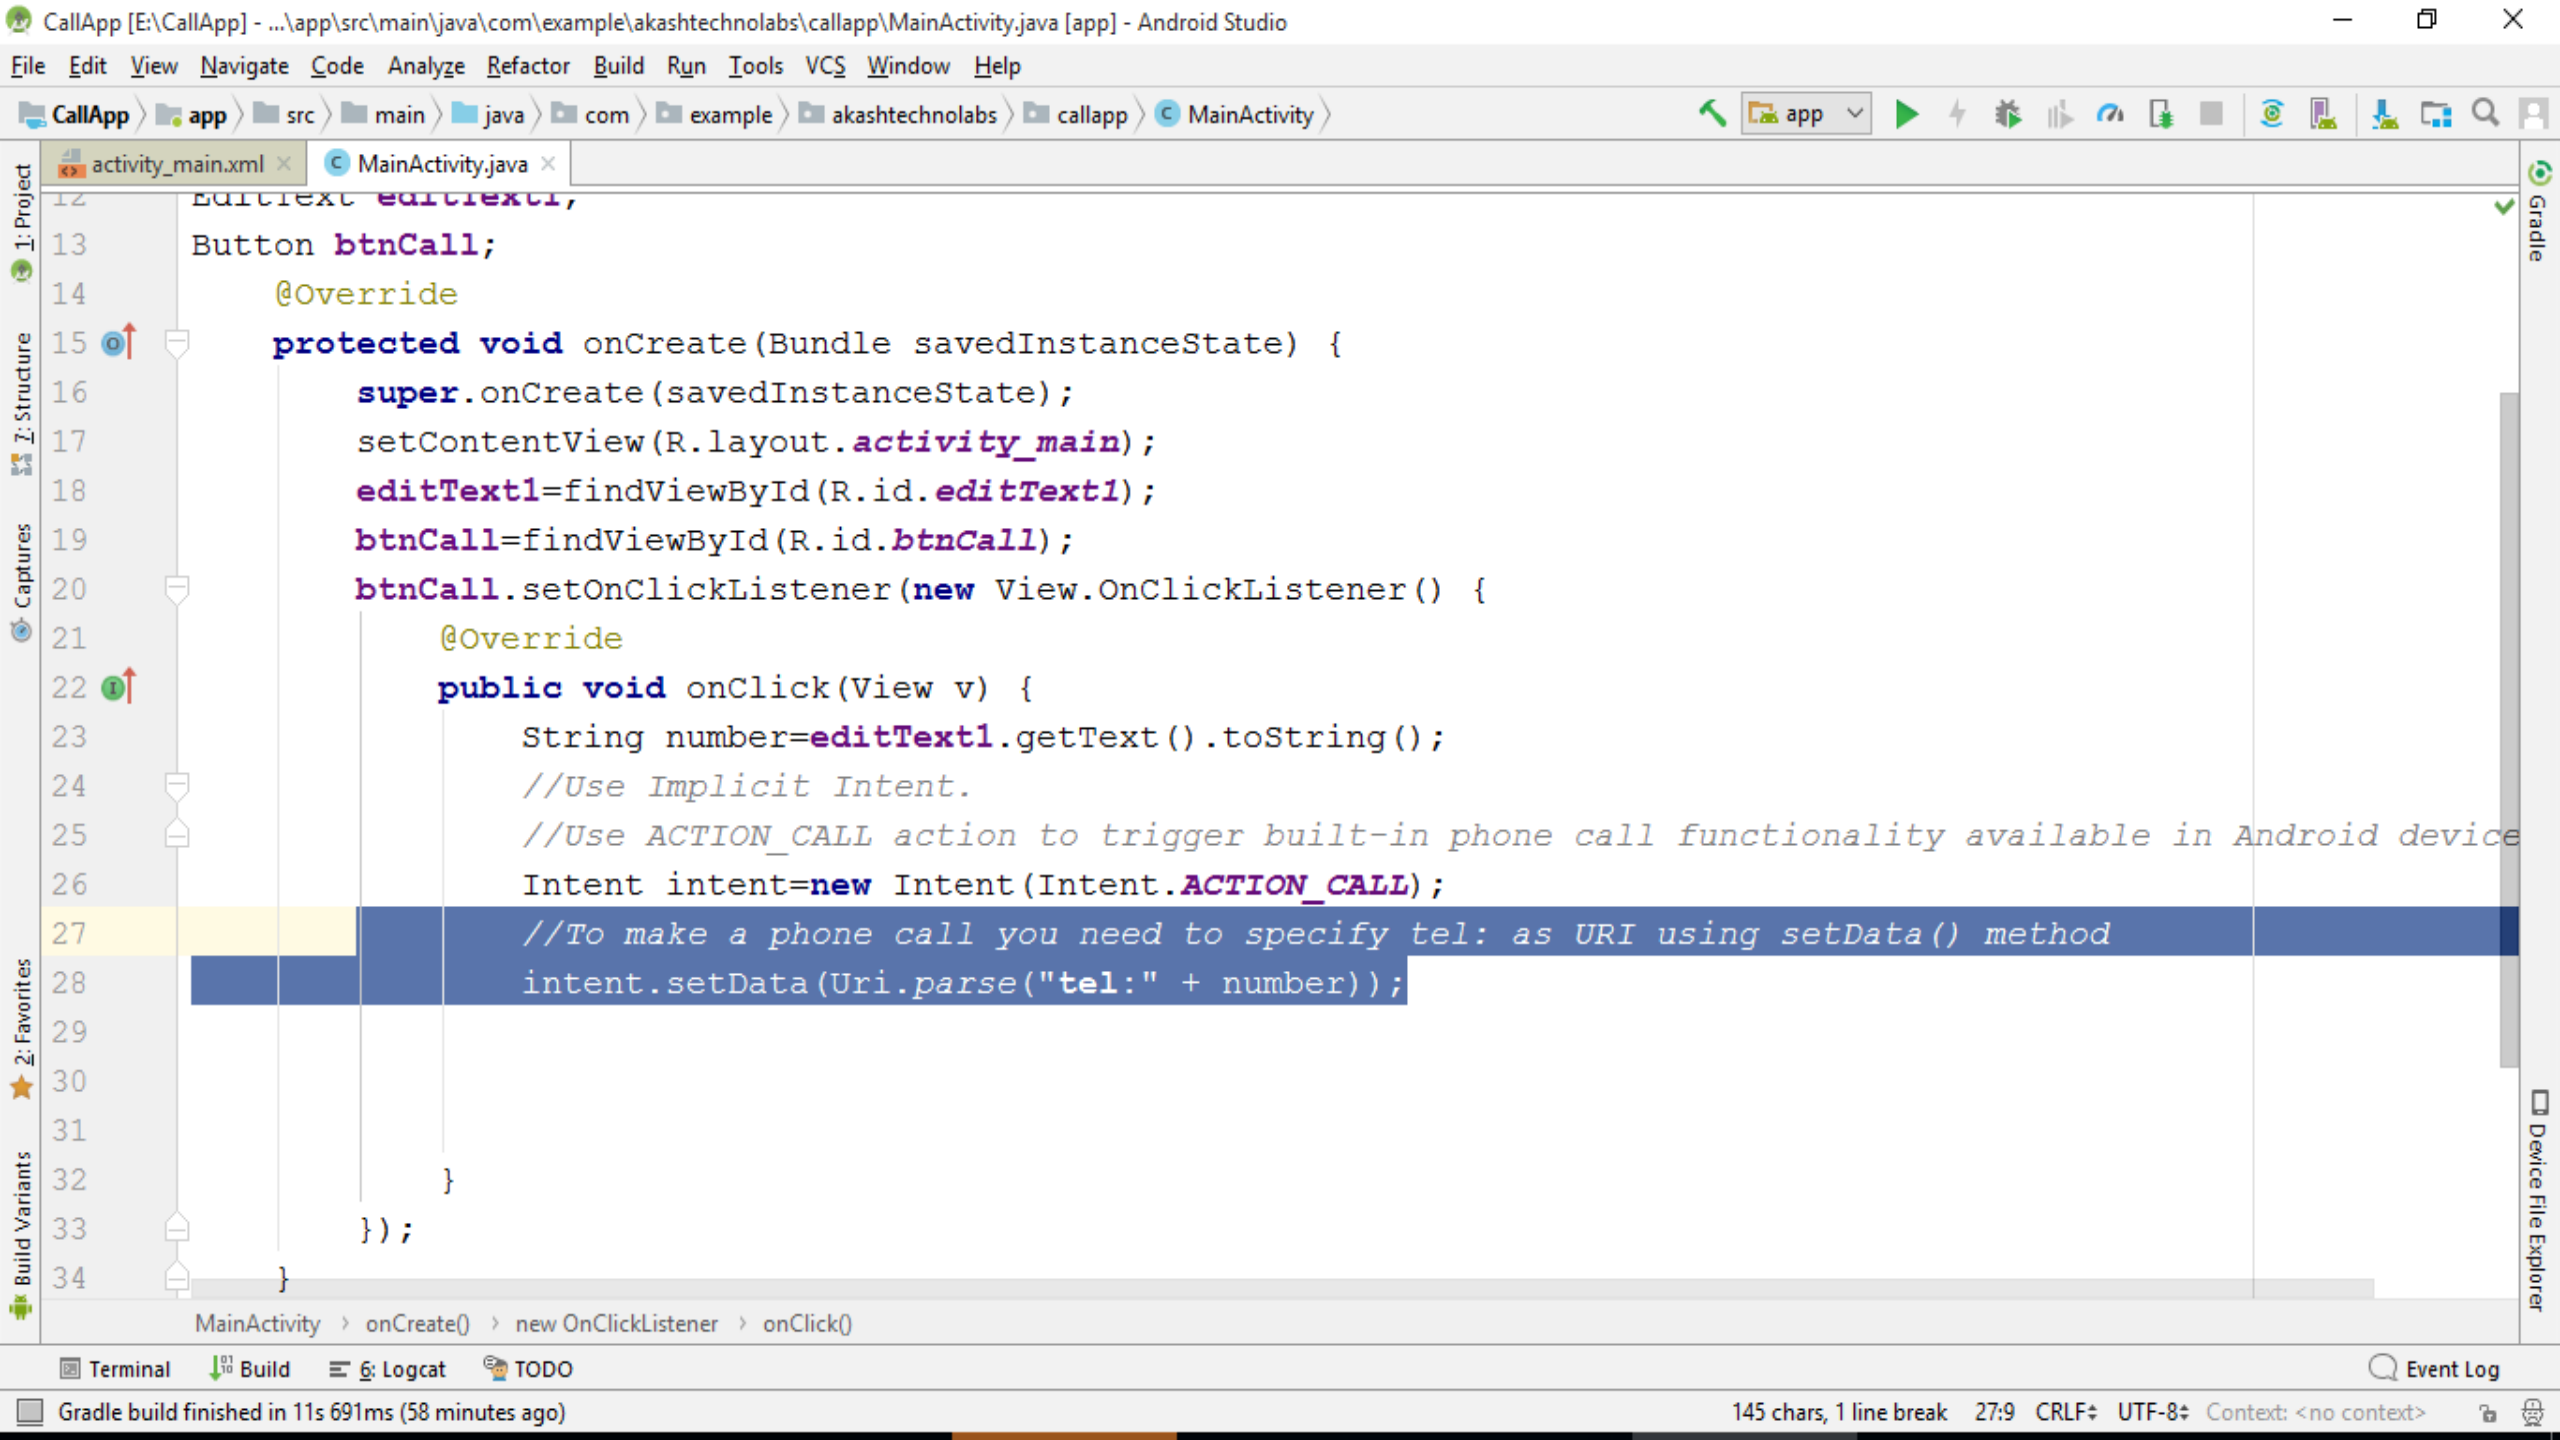 CallApp [E:\CallApp] - ...\app\src\main\java\com\example\akashtechnolabs\callapp\MainActivity.java [app] - Android Studio
File Edit View Navigate Code Analyze Refactor Build Run Tools VCS Window Help
CallApp app src main java com example akashtechnolabs callapp MainActivity app
activity_main.xml MainActivity.java
1: Project
7: Structure
Captures
2: Favorites
Build Variants
12 EditText editText1;
13 Button btnCall;
14 @Override
15 protected void onCreate(Bundle savedInstanceState) {
16 super.onCreate(savedInstanceState);
17 setContentView(R.layout.activity_main);
18 editText1=findViewById(R.id.editText1);
19 btnCall=findViewById(R.id.btnCall);
20 btnCall.setOnClickListener(new View.OnClickListener() {
21 @Override
22 public void onClick(View v) {
23 String number=editText1.getText().toString();
24 //Use Implicit Intent.
25 //Use ACTION_CALL action to trigger built-in phone call functionality available in Android device
26 Intent intent=new Intent(Intent.ACTION_CALL);
27 //To make a phone call you need to specify tel: as URI using setData() method
28 intent.setData(Uri.parse("tel:" + number));
29
30
31
32 }
33 });
34 }
Gradle
Device File Explorer
MainActivity › onCreate() › new OnClickListener › onClick()
Terminal Build 6: Logcat TODO Event Log
Gradle build finished in 11s 691ms (58 minutes ago) 145 chars, 1 line break 27:9 CRLF UTF-8 Context: <no context>